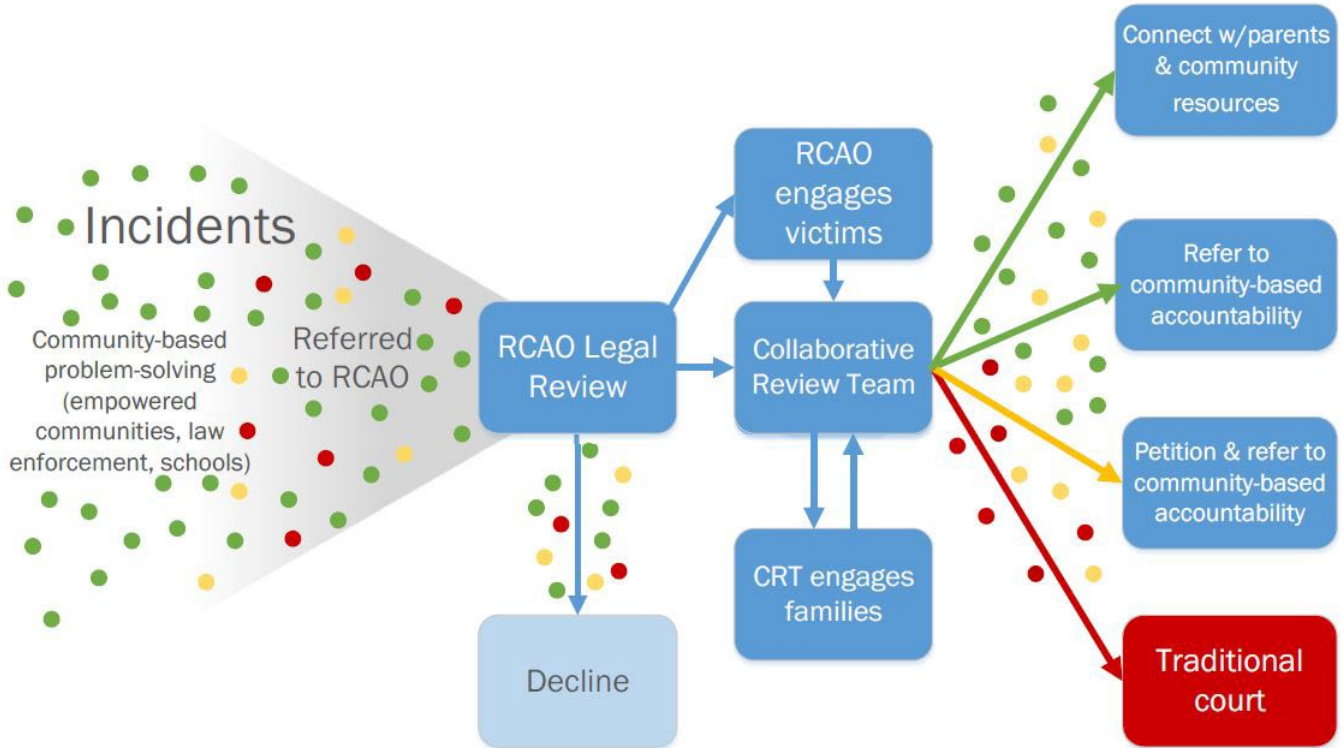 Incidents
Community-based
problem-solving
(empowered
communities, law
enforcement, schools)
Referred
to RCAO
RCAO Legal
Review
Decline
RCAO
engages
victims
Collaborative
Review Team
CRT engages
families
Connect w/parents
& community
resources
Refer to
community-based
accountability
Petition & refer to
community-based
accountability
Traditional
court